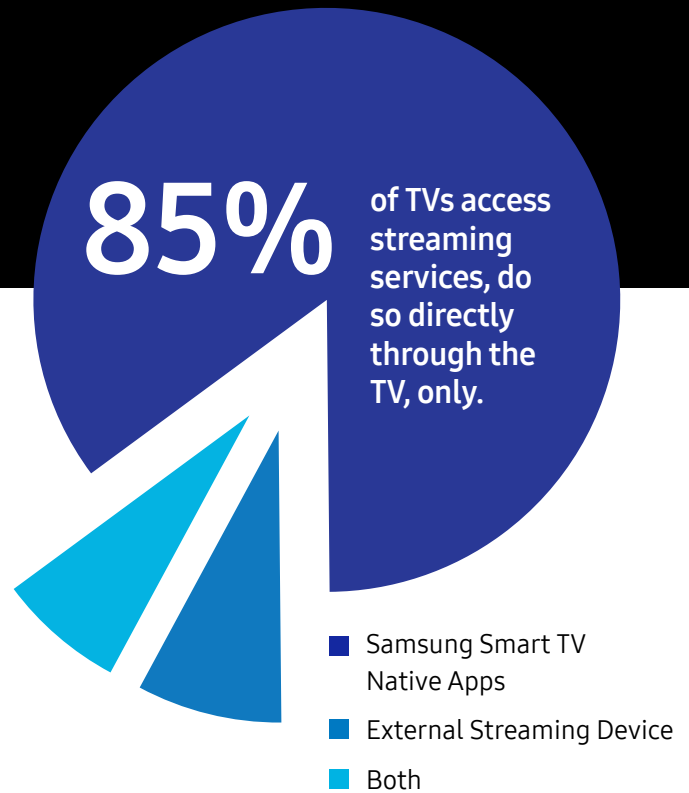 85%
of TVs access
streaming
services, do
so directly
through the
TV, only.
Samsung Smart TV
Native Apps
External Streaming Device
Both